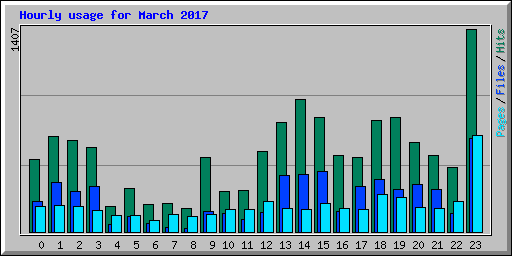 Hourly usage for March 2017
1407
Pages / Files / Hits
0 1 2 3 4 5 6 7 8 9 10 11 12 13 14 15 16 17 18 19 20 21 22 23